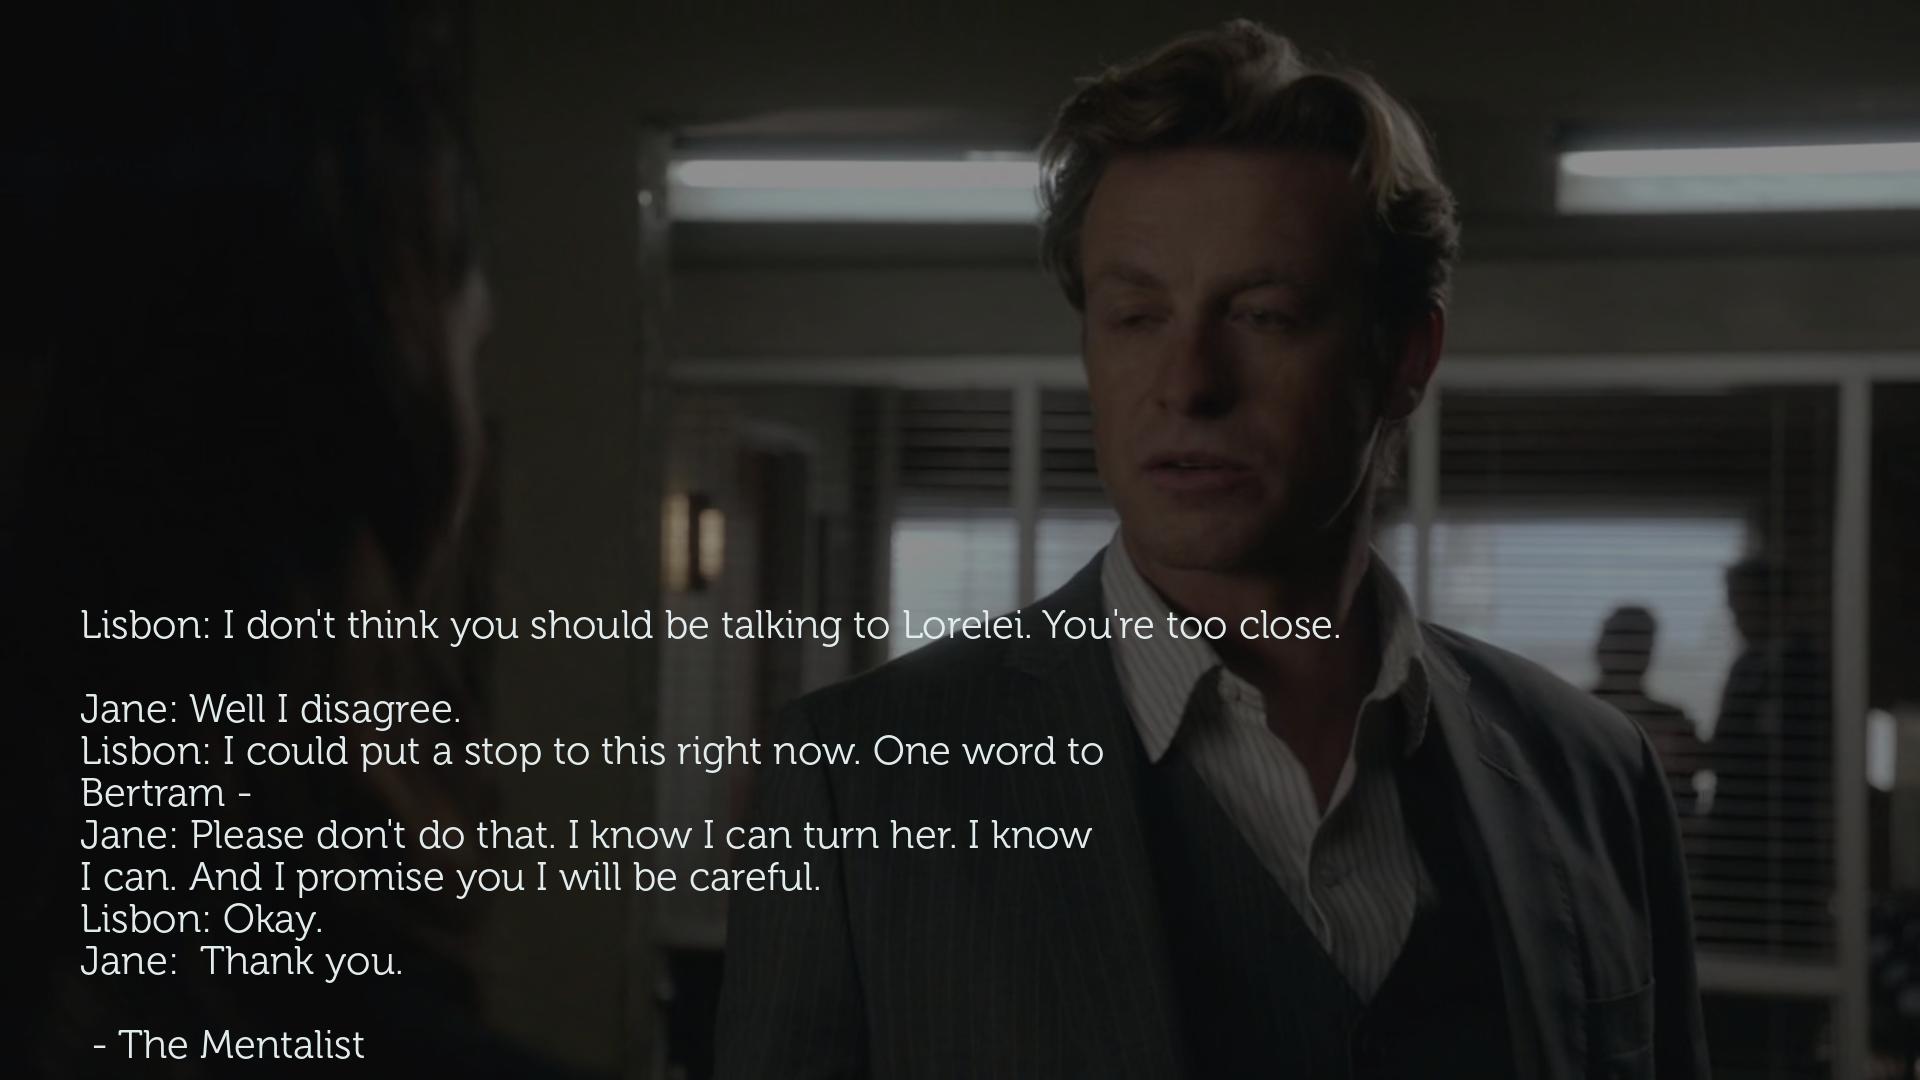 Lisbon: I don't think you should be talking to Lorelei. You're too close.
Jane: Well I disagree.
Lisbon: I could put a stop to this right now. One word to
Bertram -
Jane: Please don't do that. I know I can turn her. I know
I can. And I promise you I will be careful.
Lisbon: Okay.
Jane:  Thank you.
- The Mentalist